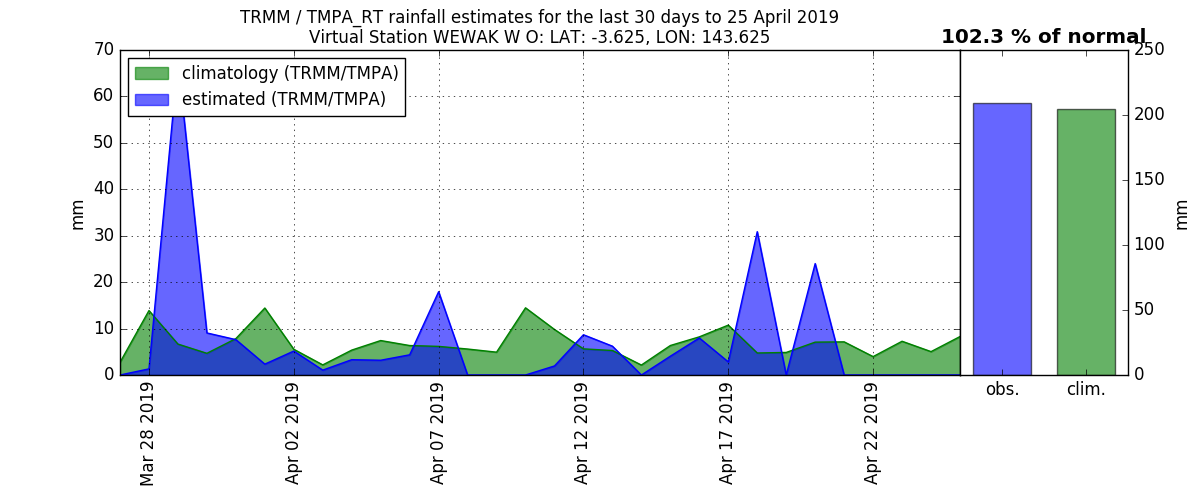 TRMM / TMPA_RT rainfall estimates for the last 30 days to 25 April 2019
Virtual Station WEWAK W O: LAT: -3.625, LON: 143.625
102.3 % of normal
climatology (TRMM/TMPA)
estimated (TRMM/TMPA)
70
60
50
40
30
20
10
0
mm
Mar 28 2019
Apr 02 2019
Apr 07 2019
Apr 12 2019
Apr 17 2019
Apr 22 2019
250
200
150
100
50
0
mm
obs.
clim.